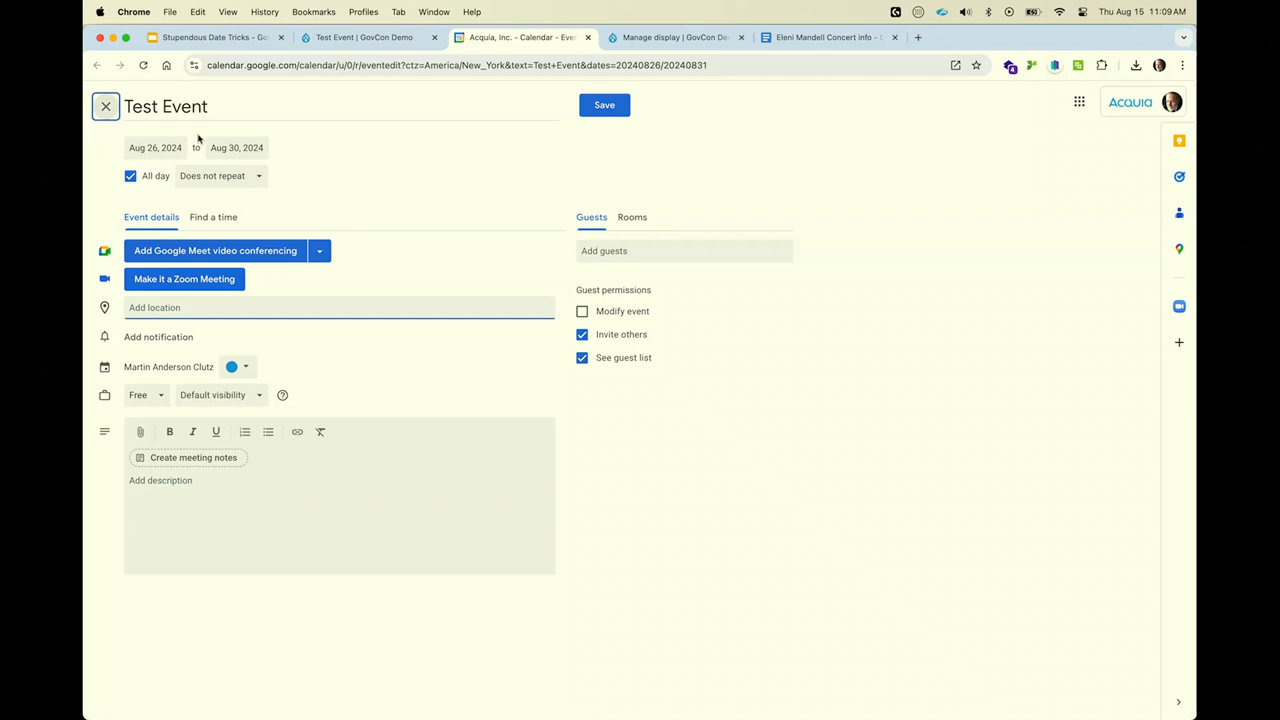 Chrome File Edit View History Bookmarks Profiles Tab Window Help Thu Aug 15 11:09AM
Stupendous Date Tricks - Go Test Event | GovCon Demo Acquia, Inc. - Calendar - Eve Manage display | GovCon De Eleni Mandell Concert info -
calendar.google.com/calendar/u/0/r/eventedit?ctz=America/New_York&text=Test+Event&dates=20240826/20240831
Test Event Save Acquia
Aug 26, 2024 to Aug 30, 2024
All day Does not repeat
Event details Find a time Guests Rooms
Add Google Meet video conferencing Add guests
Make it a Zoom Meeting
Guest permissions
Add location Modify event
Add notification Invite others
See guest list
Martin Anderson Clutz
Free Default visibility
B I U
Create meeting notes
Add description